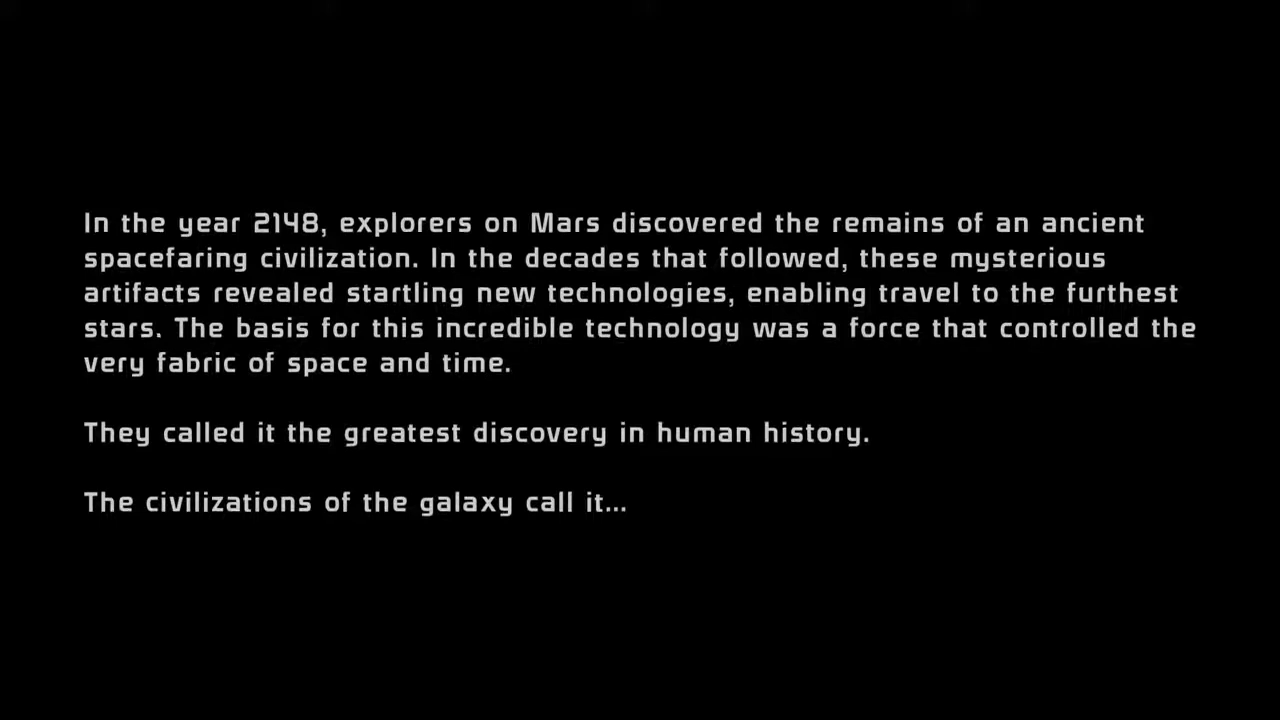 In the year 2148, explorers on Mars discovered the remains of an ancient
spacefaring civilization. In the decades that followed, these mysterious
artifacts revealed startling new technologies, enabling travel to the furthest
stars. The basis for this incredible technology was a force that controlled the
very fabric of space and time.
They called it the greatest discovery in human history.
The civilizations of the galaxy call it...